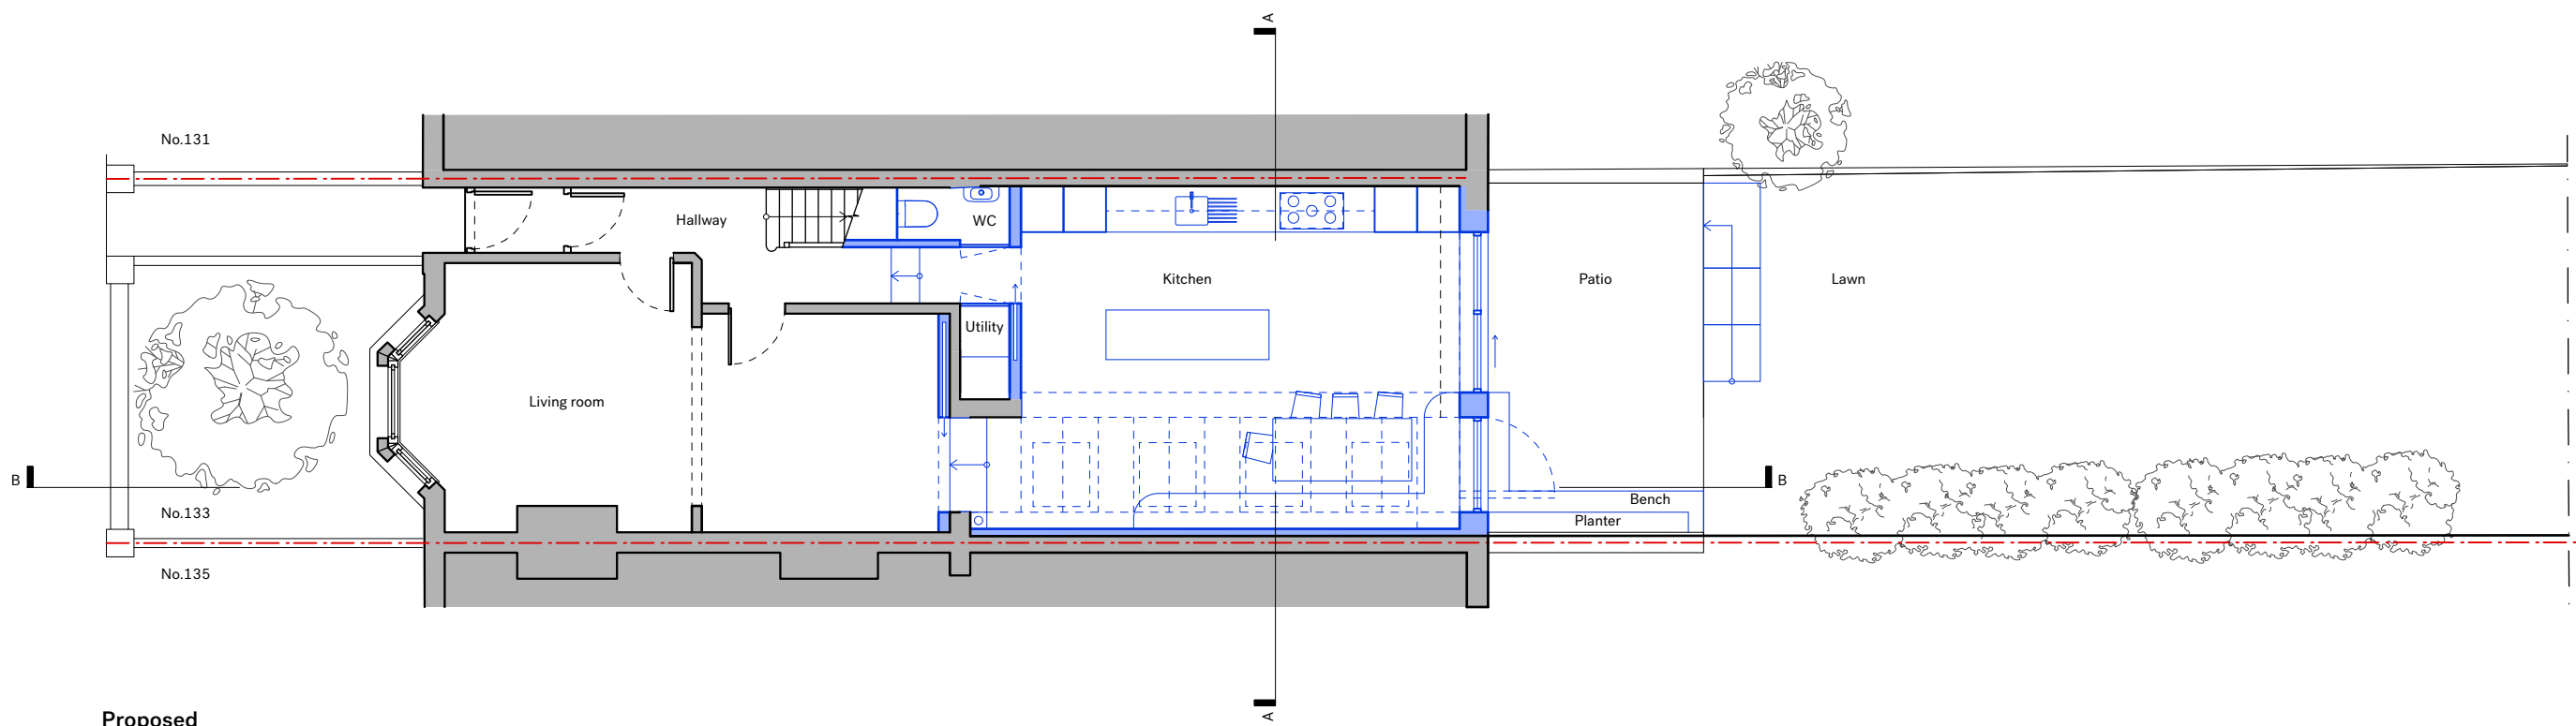 A
No.131
Hallway
WC
Kitchen
Patio
Lawn
Utility
Living room
B
B
Bench
No.133
Planter
No.135
A
Proposed